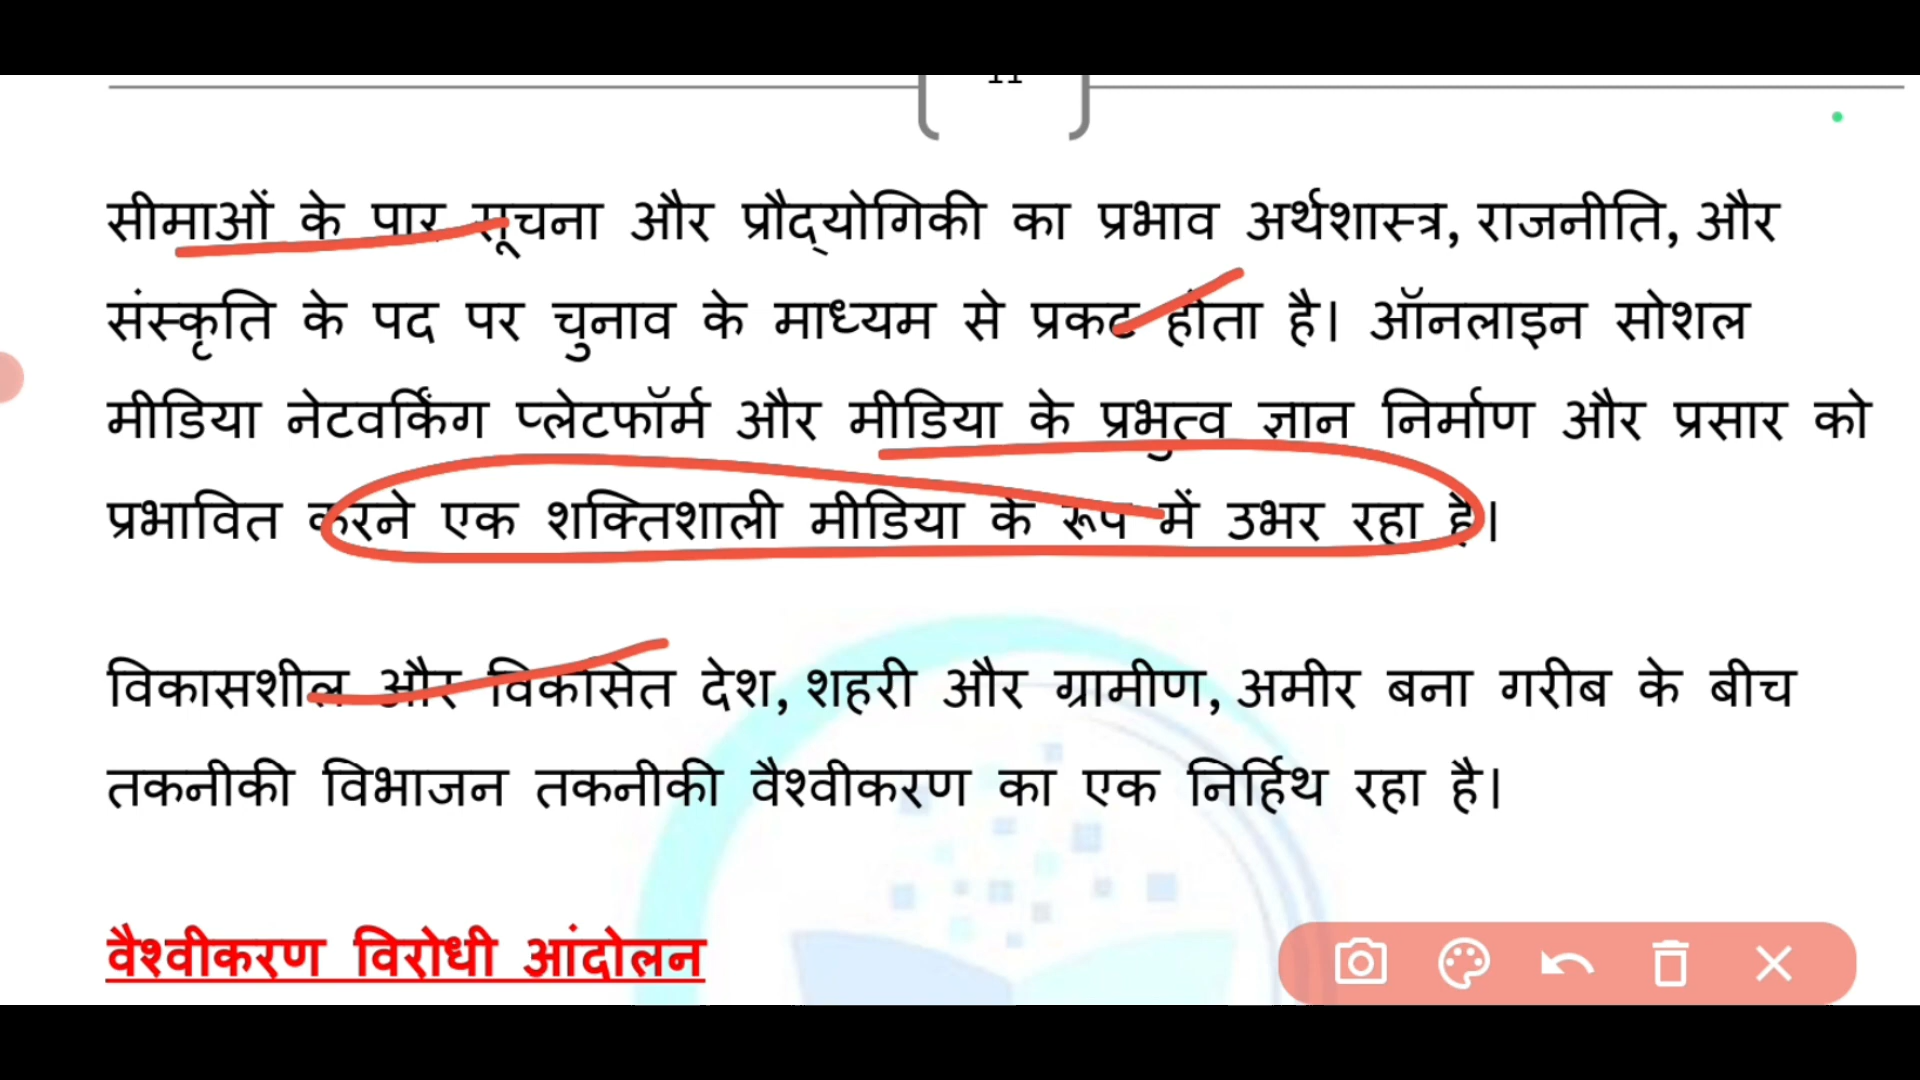 11
सीमाओं के पार सूचना और प्रौद्योगिकी का प्रभाव अर्थशास्त्र, राजनीति, और
संस्कृति के पद पर चुनाव के माध्यम से प्रकट होता है। ऑनलाइन सोशल
मीडिया नेटवर्किंग प्लेटफॉर्म और मीडिया के प्रभुत्व ज्ञान निर्माण और प्रसार को
प्रभावित करने एक शक्तिशाली मीडिया के रूप में उभर रहा है।
विकासशील और विकसित देश, शहरी और ग्रामीण, अमीर बना गरीब के बीच
तकनीकी विभाजन तकनीकी वैश्वीकरण का एक निर्हिथ रहा है।
वैश्वीकरण विरोधी आंदोलन